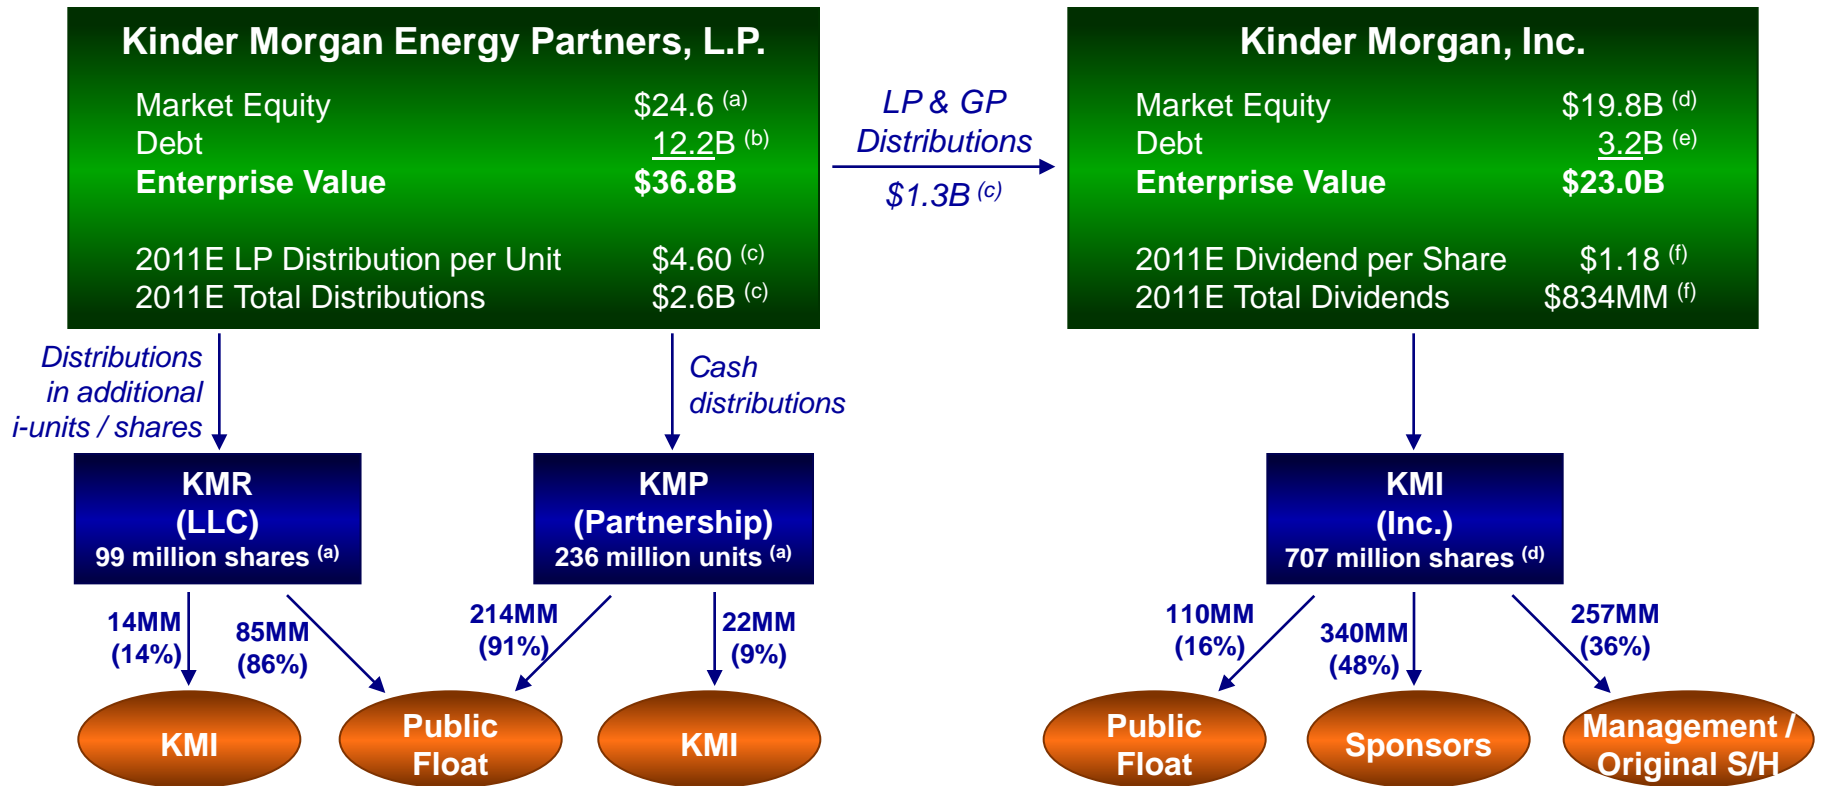 Kinder Morgan Energy Partners, L.P.
Market Equity $24.6 (a)
Debt 12.2B (b)
Enterprise Value $36.8B
2011E LP Distribution per Unit $4.60 (c)
2011E Total Distributions $2.6B (c)
LP & GP
Distributions
$1.3B (c)
Kinder Morgan, Inc.
Market Equity $19.8B (d)
Debt 3.2B (e)
Enterprise Value $23.0B
2011E Dividend per Share $1.18 (f)
2011E Total Dividends $834MM (f)
Distributions
in additional
i-units / shares
Cash
distributions
KMR
(LLC)
99 million shares (a)
KMP
(Partnership)
236 million units (a)
KMI
(Inc.)
707 million shares (d)
14MM
(14%)
85MM
(86%)
214MM
(91%)
22MM
(9%)
110MM
(16%)
340MM
(48%)
257MM
(36%)
KMI
Public
Float
KMI
Public
Float
Sponsors
Management /
Original S/H